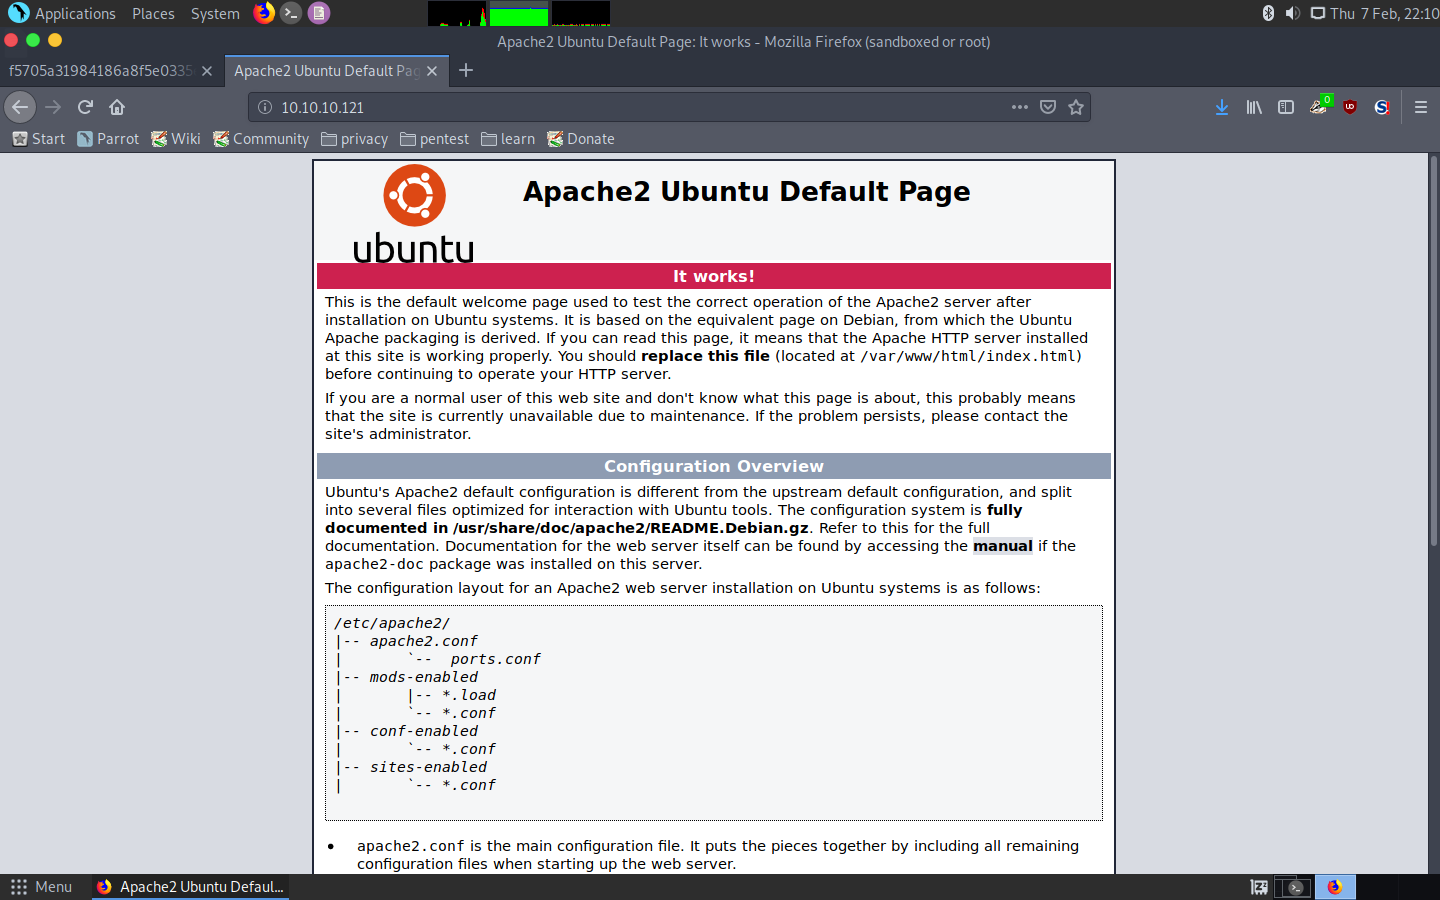 Applications Places System Thu 7 Feb, 22:10
Apache2 Ubuntu Default Page: It works - Mozilla Firefox (sandboxed or root)
f5705a31984186a8f5e0335 Apache2 Ubuntu Default Pag
10.10.10.121
0
Start Parrot Wiki Community privacy pentest learn Donate
ubuntu
Apache2 Ubuntu Default Page
It works!
This is the default welcome page used to test the correct operation of the Apache2 server after
installation on Ubuntu systems. It is based on the equivalent page on Debian, from which the Ubuntu
Apache packaging is derived. If you can read this page, it means that the Apache HTTP server installed
at this site is working properly. You should replace this file (located at /var/www/html/index.html)
before continuing to operate your HTTP server.
If you are a normal user of this web site and don't know what this page is about, this probably means
that the site is currently unavailable due to maintenance. If the problem persists, please contact the
site's administrator.
Configuration Overview
Ubuntu's Apache2 default configuration is different from the upstream default configuration, and split
into several files optimized for interaction with Ubuntu tools. The configuration system is fully
documented in /usr/share/doc/apache2/README.Debian.gz. Refer to this for the full
documentation. Documentation for the web server itself can be found by accessing the manual if the
apache2-doc package was installed on this server.
The configuration layout for an Apache2 web server installation on Ubuntu systems is as follows:
/etc/apache2/
|-- apache2.conf
|       `--  ports.conf
|-- mods-enabled
|       |-- *.load
|       `-- *.conf
|-- conf-enabled
|       `-- *.conf
|-- sites-enabled
|       `-- *.conf
• apache2.conf is the main configuration file. It puts the pieces together by including all remaining
configuration files when starting up the web server.
Menu Apache2 Ubuntu Defaul...